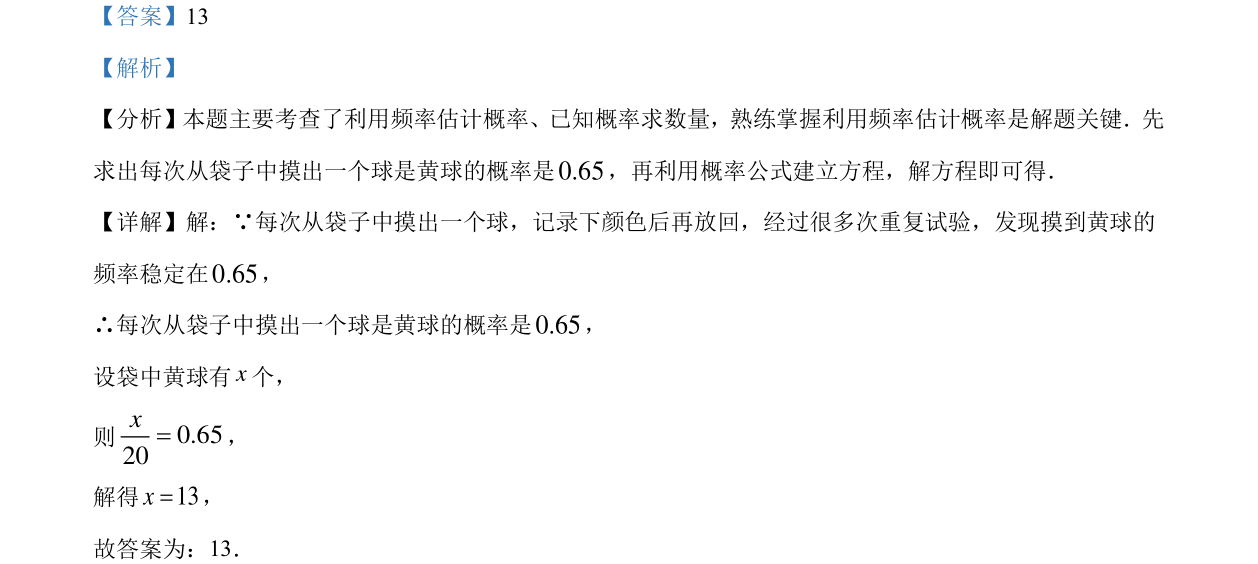 【答案】13
【解析】
【分析】本题主要考查了利用频率估计概率、已知概率求数量，熟练掌握利用频率估计概率是解题关键．先
求出每次从袋子中摸出一个球是黄球的概率是0.65，再利用概率公式建立方程，解方程即可得．
【详解】解：∵每次从袋子中摸出一个球，记录下颜色后再放回，经过很多次重复试验，发现摸到黄球的
频率稳定在0.65，
∴每次从袋子中摸出一个球是黄球的概率是0.65，
设袋中黄球有x个，
则 x/20 = 0.65，
解得x=13，
故答案为：13．